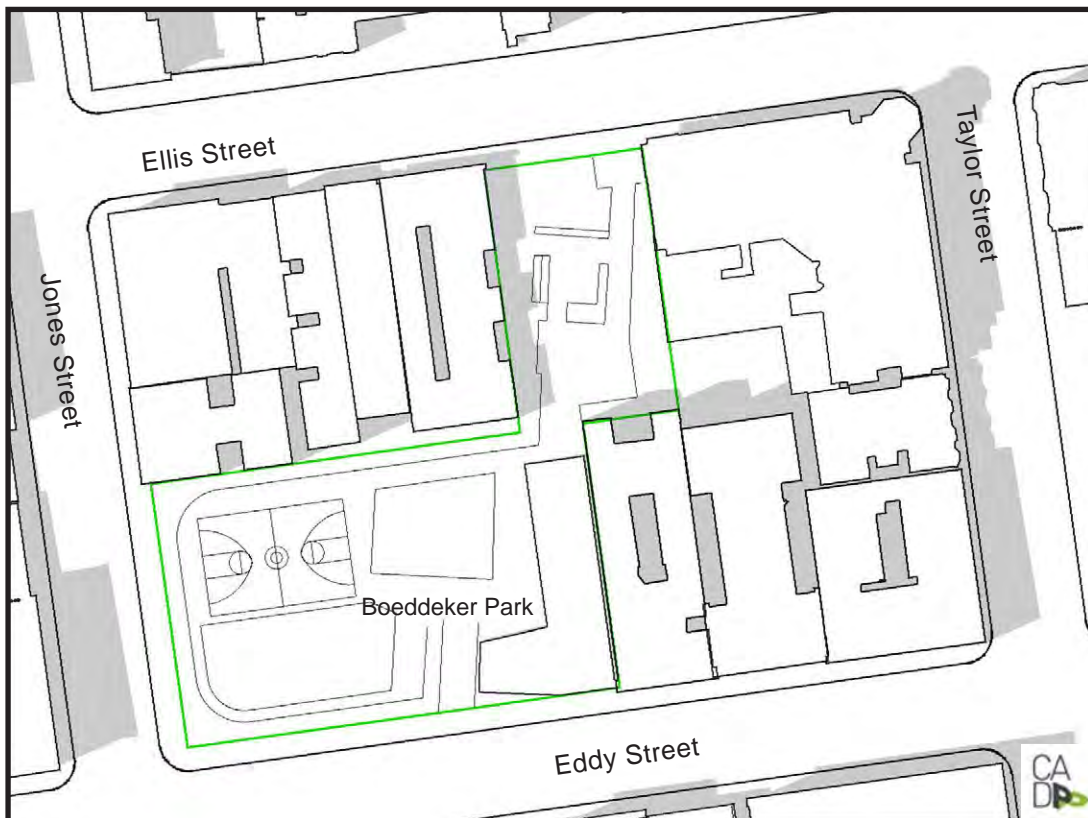 Ellis Street
Taylor Street
Jones Street
Boeddeker Park
Eddy Street
CA
DP